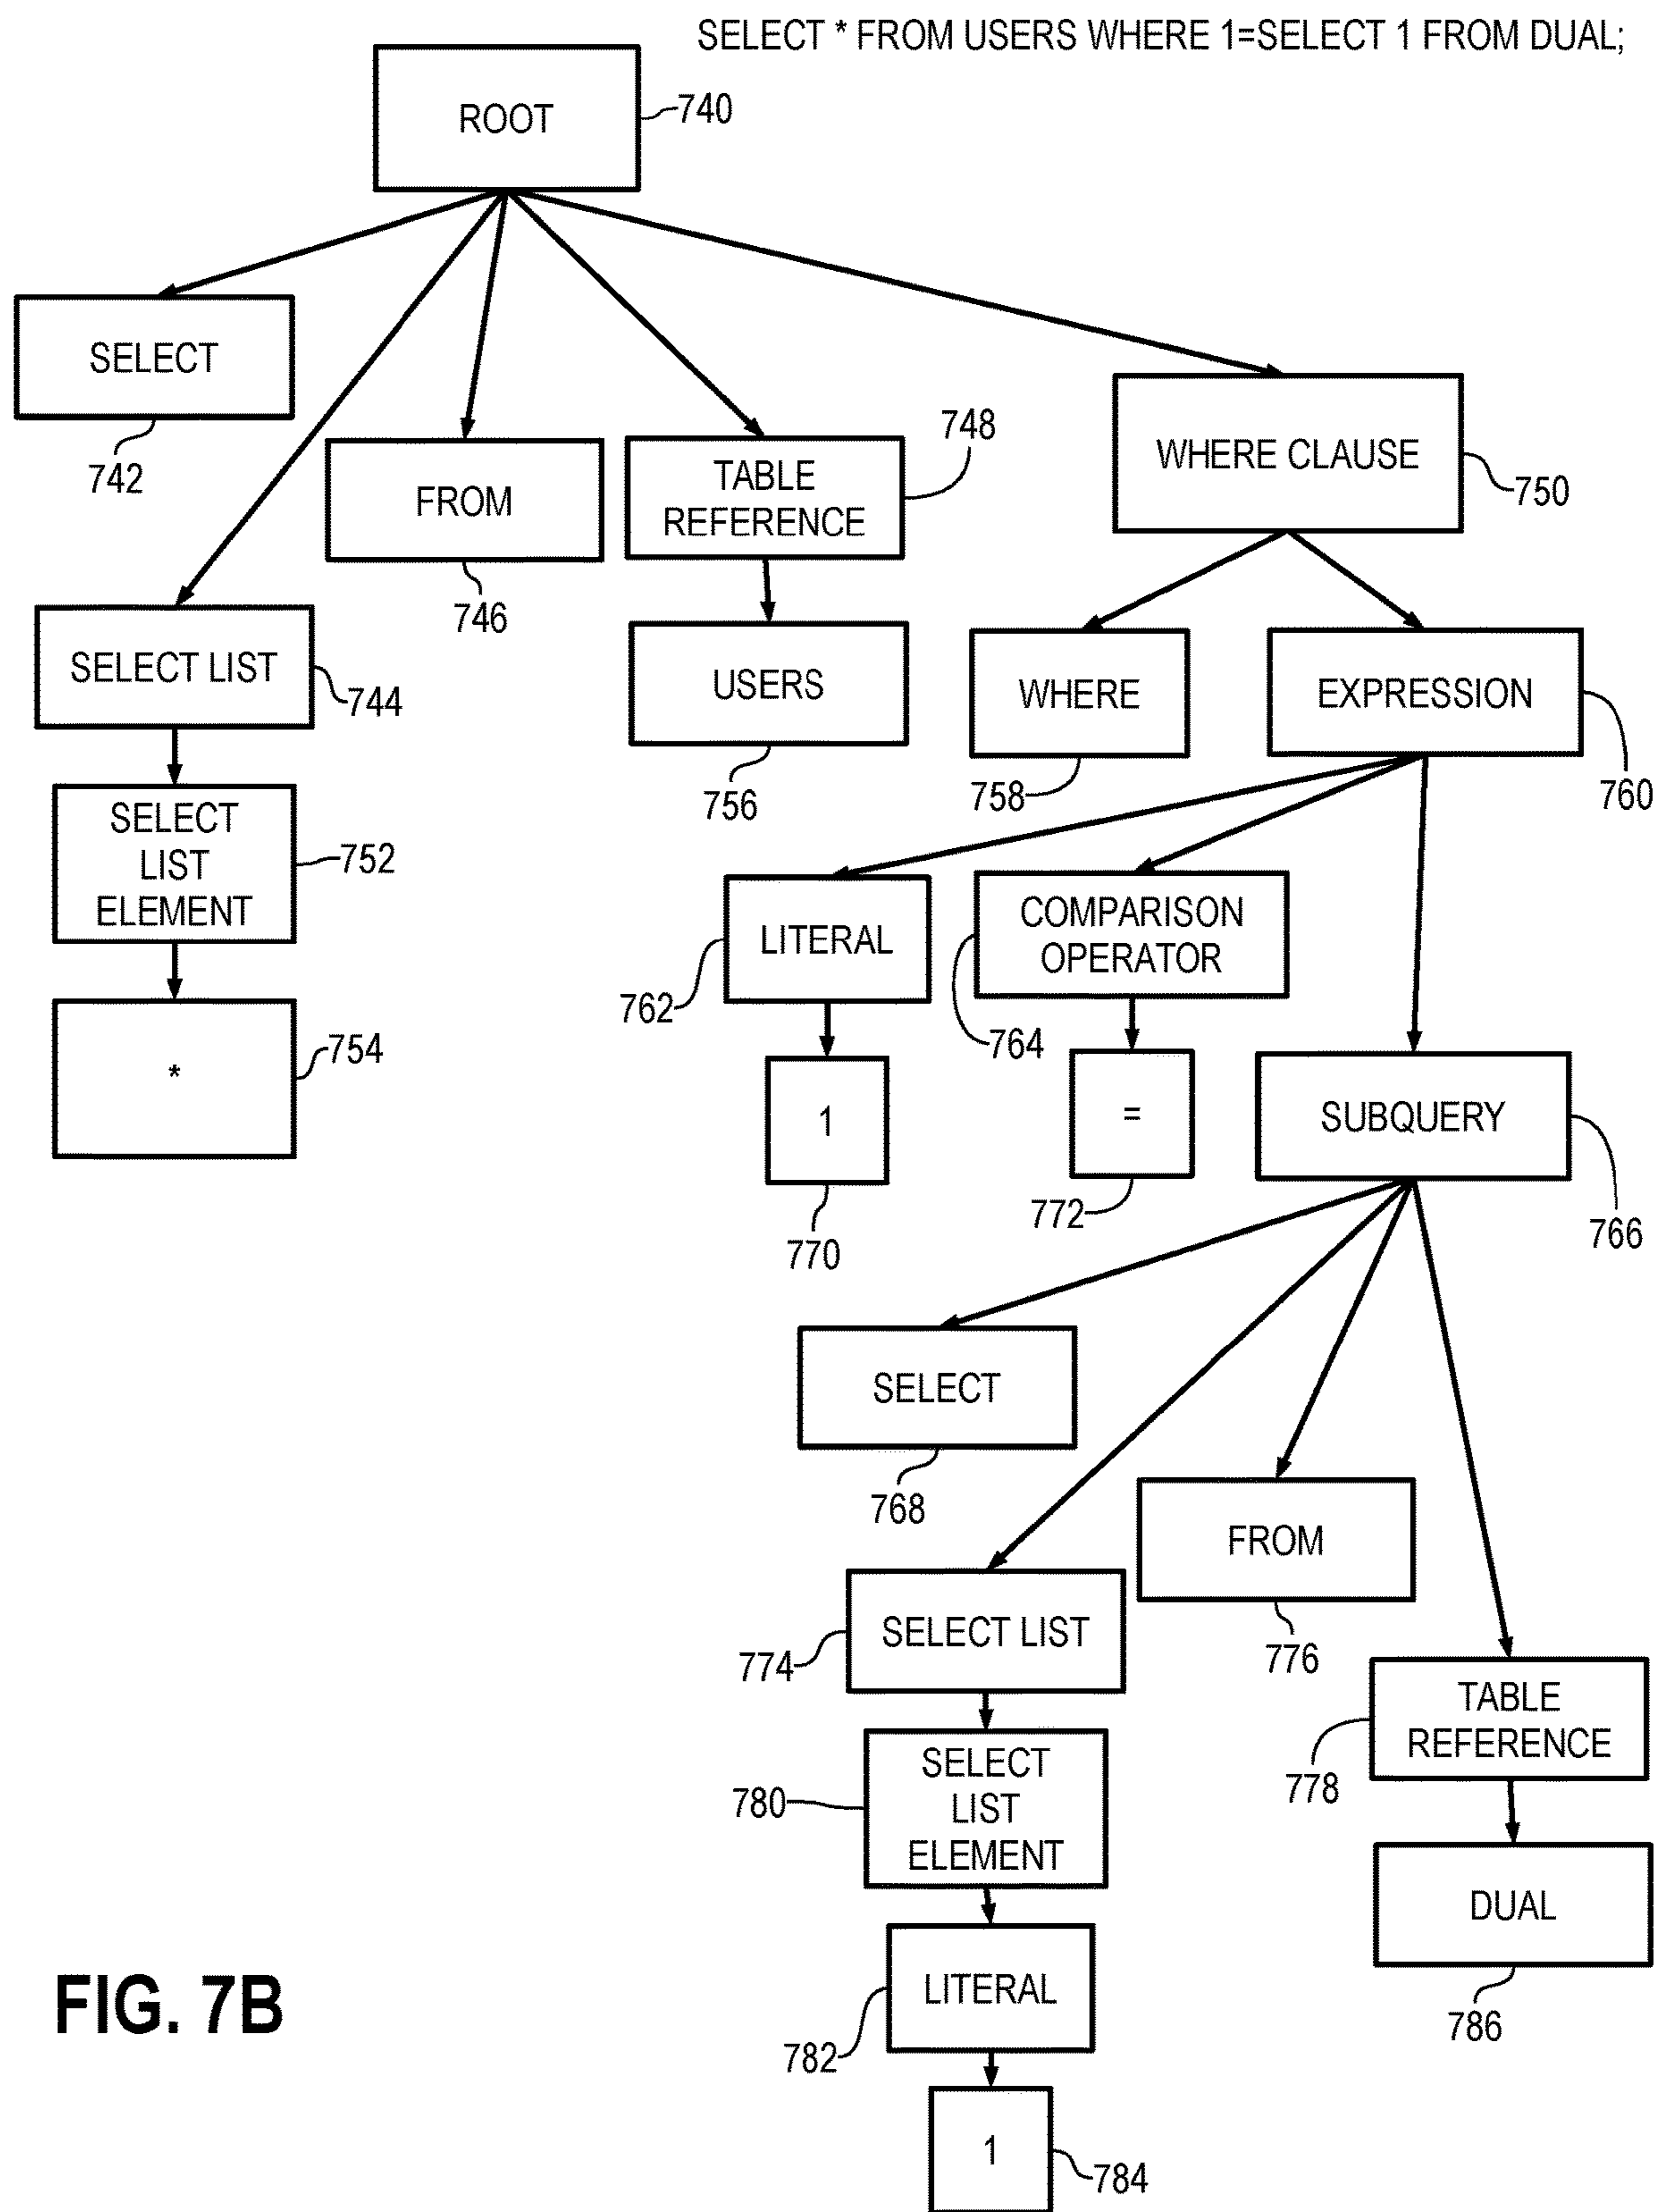 SELECT * FROM USERS WHERE 1=SELECT 1 FROM DUAL;
ROOT
740
SELECT
742
748
TABLE
REFERENCE
WHERE CLAUSE
750
FROM
746
SELECT LIST
744
USERS
756
WHERE
758
EXPRESSION
760
SELECT
LIST
ELEMENT
752
LITERAL
762
COMPARISON
OPERATOR
764
*
754
1
770
=
772
SUBQUERY
766
SELECT
768
FROM
776
SELECT LIST
774
TABLE
REFERENCE
778
SELECT
LIST
ELEMENT
780
DUAL
786
LITERAL
782
1
784
FIG. 7B